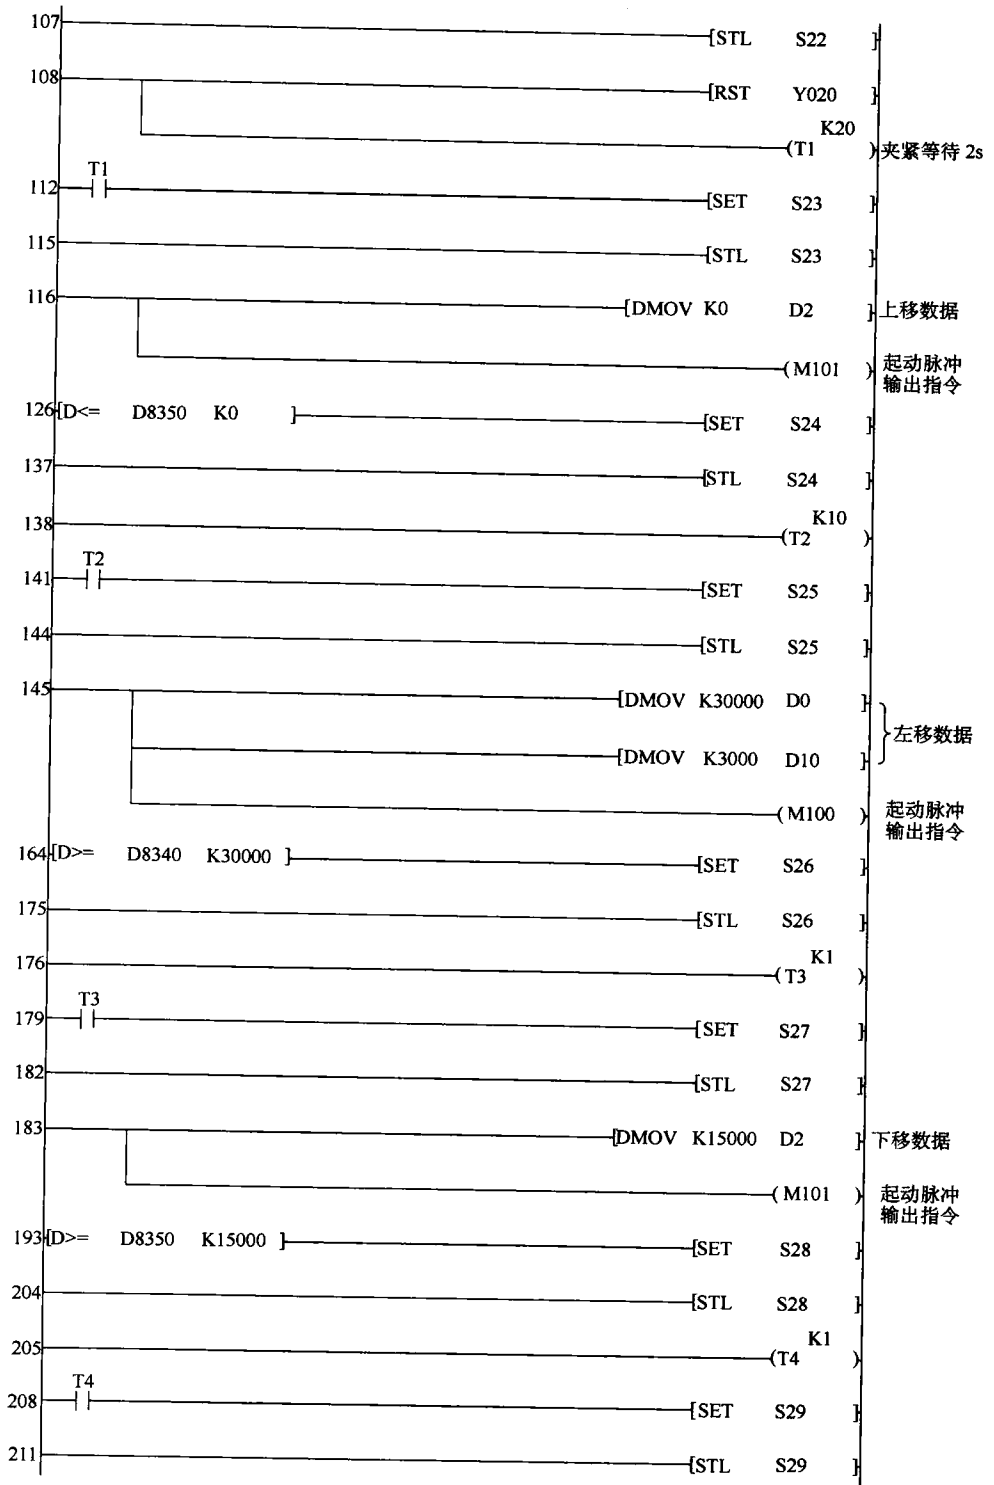 107 [STL S22 ]
108 [RST Y020 ]
K20
(T1 ) 夹紧等待 2s
T1
112 [SET S23 ]
115 [STL S23 ]
116 [DMOV K0 D2 ] 上移数据
(M101 ) 起动脉冲
输出指令
126 [D<= D8350 K0 ] [SET S24 ]
137 [STL S24 ]
K10
138 (T2 )
T2
141 [SET S25 ]
144 [STL S25 ]
145 [DMOV K30000 D0 ]
左移数据
[DMOV K3000 D10 ]
(M100 ) 起动脉冲
输出指令
164 [D>= D8340 K30000 ] [SET S26 ]
175 [STL S26 ]
K1
176 (T3 )
T3
179 [SET S27 ]
182 [STL S27 ]
183 [DMOV K15000 D2 ] 下移数据
(M101 ) 起动脉冲
输出指令
193 [D>= D8350 K15000 ] [SET S28 ]
204 [STL S28 ]
K1
205 (T4 )
T4
208 [SET S29 ]
211 [STL S29 ]